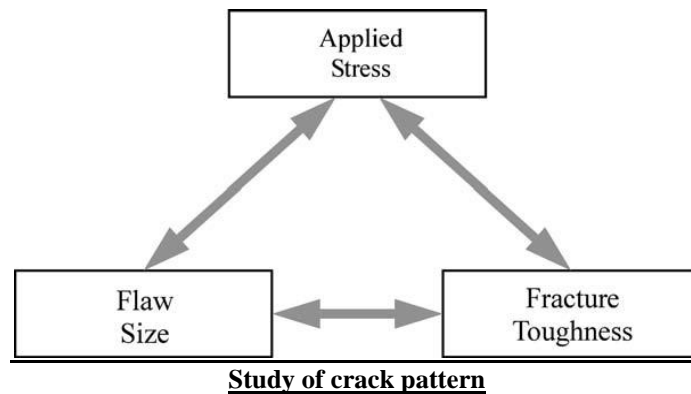 Applied
Stress
Flaw
Size
Fracture
Toughness
Study of crack pattern